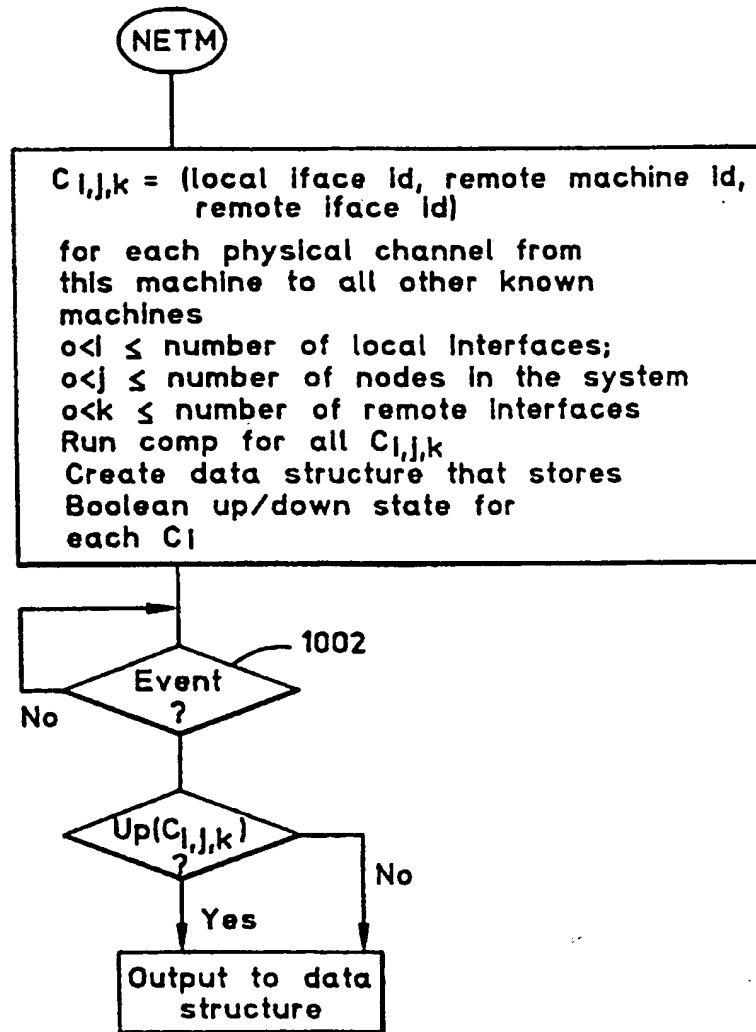 NETM
C i,j,k = (local iface id, remote machine id,
remote iface id)
for each physical channel from
this machine to all other known
machines
o<i ≤ number of local interfaces;
o<j ≤ number of nodes in the system
o<k ≤ number of remote interfaces
Run comp for all C i,j,k
Create data structure that stores
Boolean up/down state for
each Ci
1002
Event
?
No
Up(C i,j,k)
?
No
Yes
Output to data
structure